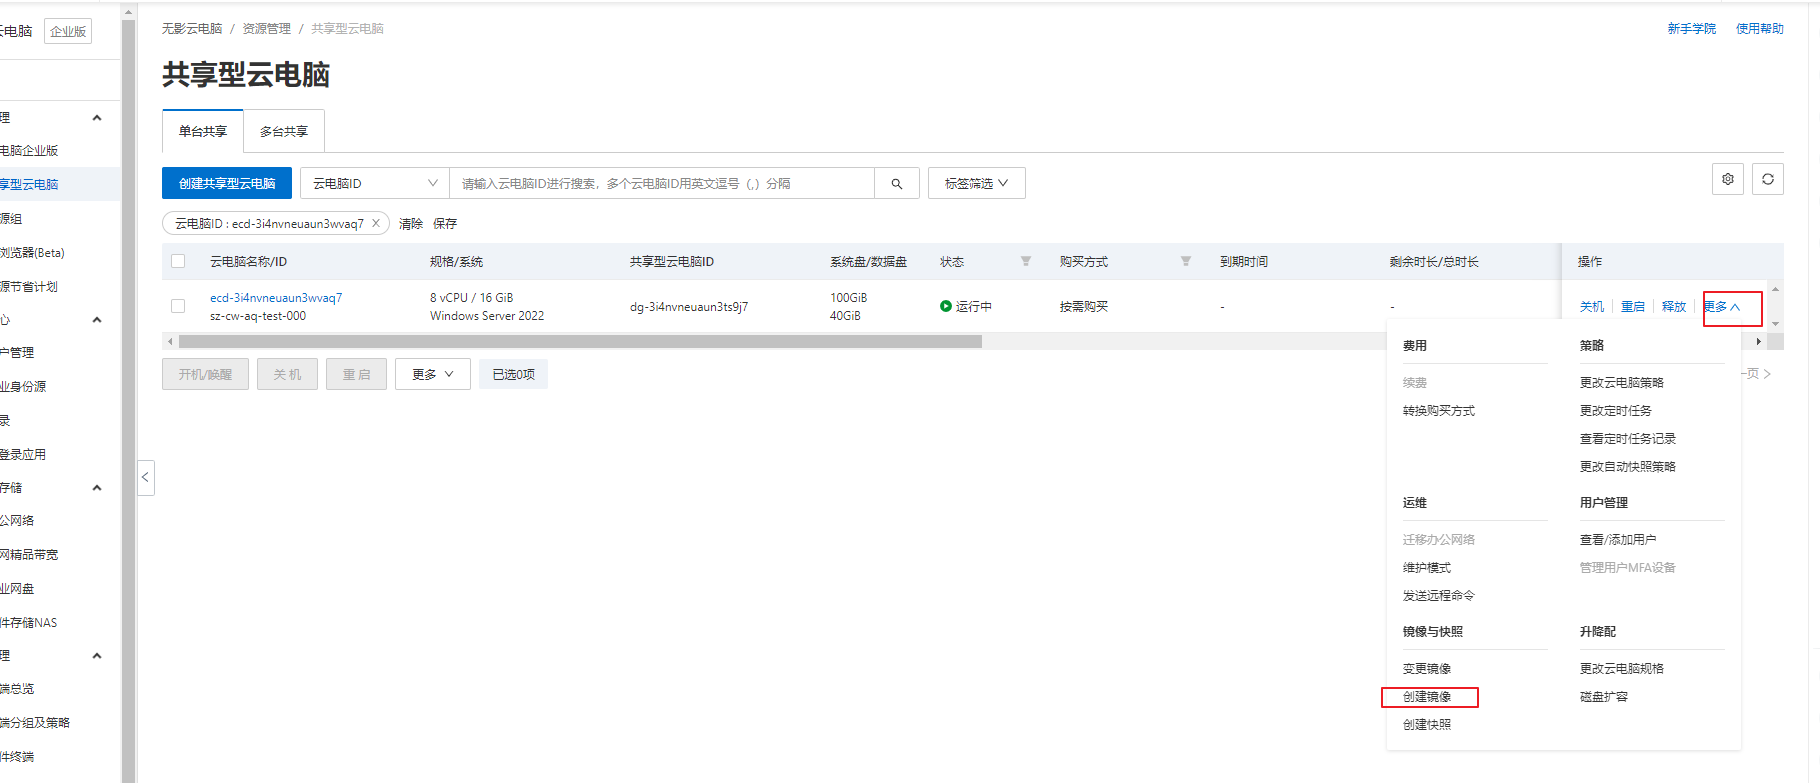 云电脑 企业版
理
电脑企业版
享型云电脑
源组
浏览器(Beta)
源节省计划
心
户管理
业身份源
录
登录应用
存储
公网络
网精品带宽
业网盘
件存储NAS
理
端总览
端分组及策略
件终端
无影云电脑 / 资源管理 / 共享型云电脑
新手学院 使用帮助
共享型云电脑
单台共享 多台共享
创建共享型云电脑 云电脑ID 请输入云电脑ID进行搜索，多个云电脑ID用英文逗号（,）分隔 标签筛选
云电脑ID : ecd-3i4nvneuaun3wvaq7 清除 保存
云电脑名称/ID 规格/系统 共享型云电脑ID 系统盘/数据盘 状态 购买方式 到期时间 剩余时长/总时长 操作
ecd-3i4nvneuaun3wvaq7 8 vCPU / 16 GiB 100GiB
dg-3i4nvneuaun3ts9j7 运行中 按需购买 - - 关机 重启 释放 更多
sz-cw-aq-test-000 Windows Server 2022 40GiB
开机/唤醒 关机 重启 更多 已选0项
页
费用 策略
续费 更改云电脑策略
转换购买方式 更改定时任务
查看定时任务记录
更改自动快照策略
运维 用户管理
迁移办公网络 查看/添加用户
维护模式 管理用户MFA设备
发送远程命令
镜像与快照 升降配
变更镜像 更改云电脑规格
创建镜像 磁盘扩容
创建快照